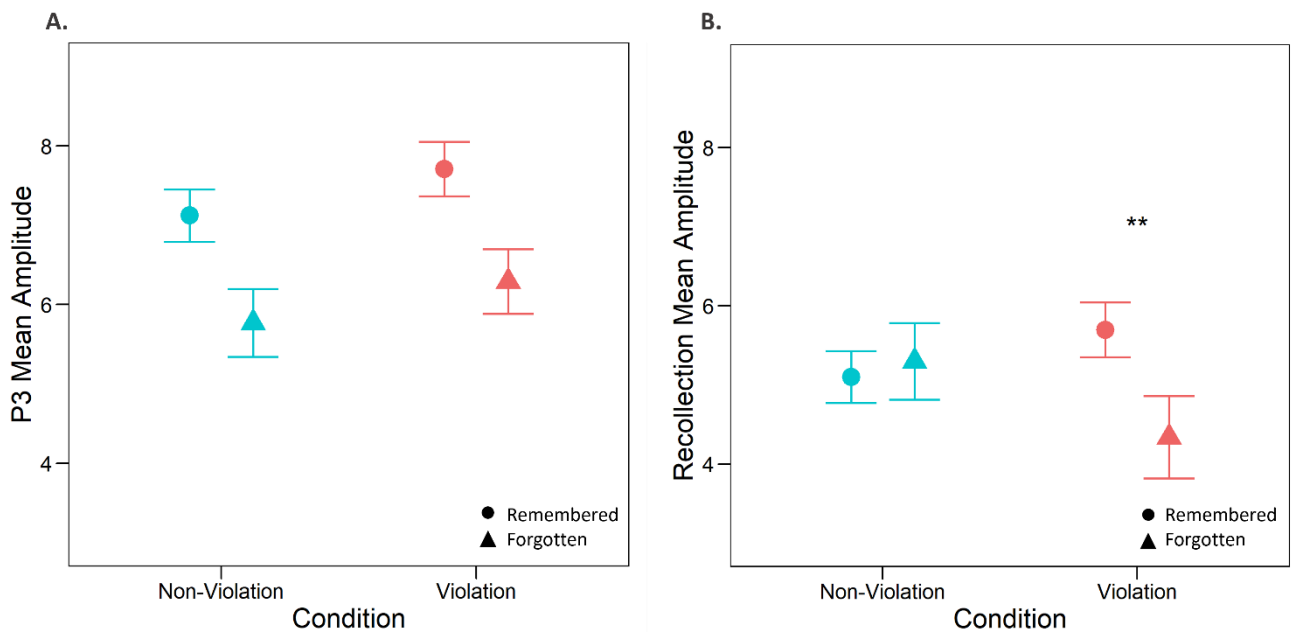 A.
P3 Mean Amplitude
8
6
4
Remembered
Forgotten
Non-Violation
Violation
Condition
B.
Recollection Mean Amplitude
8
6
4
**
Remembered
Forgotten
Non-Violation
Violation
Condition